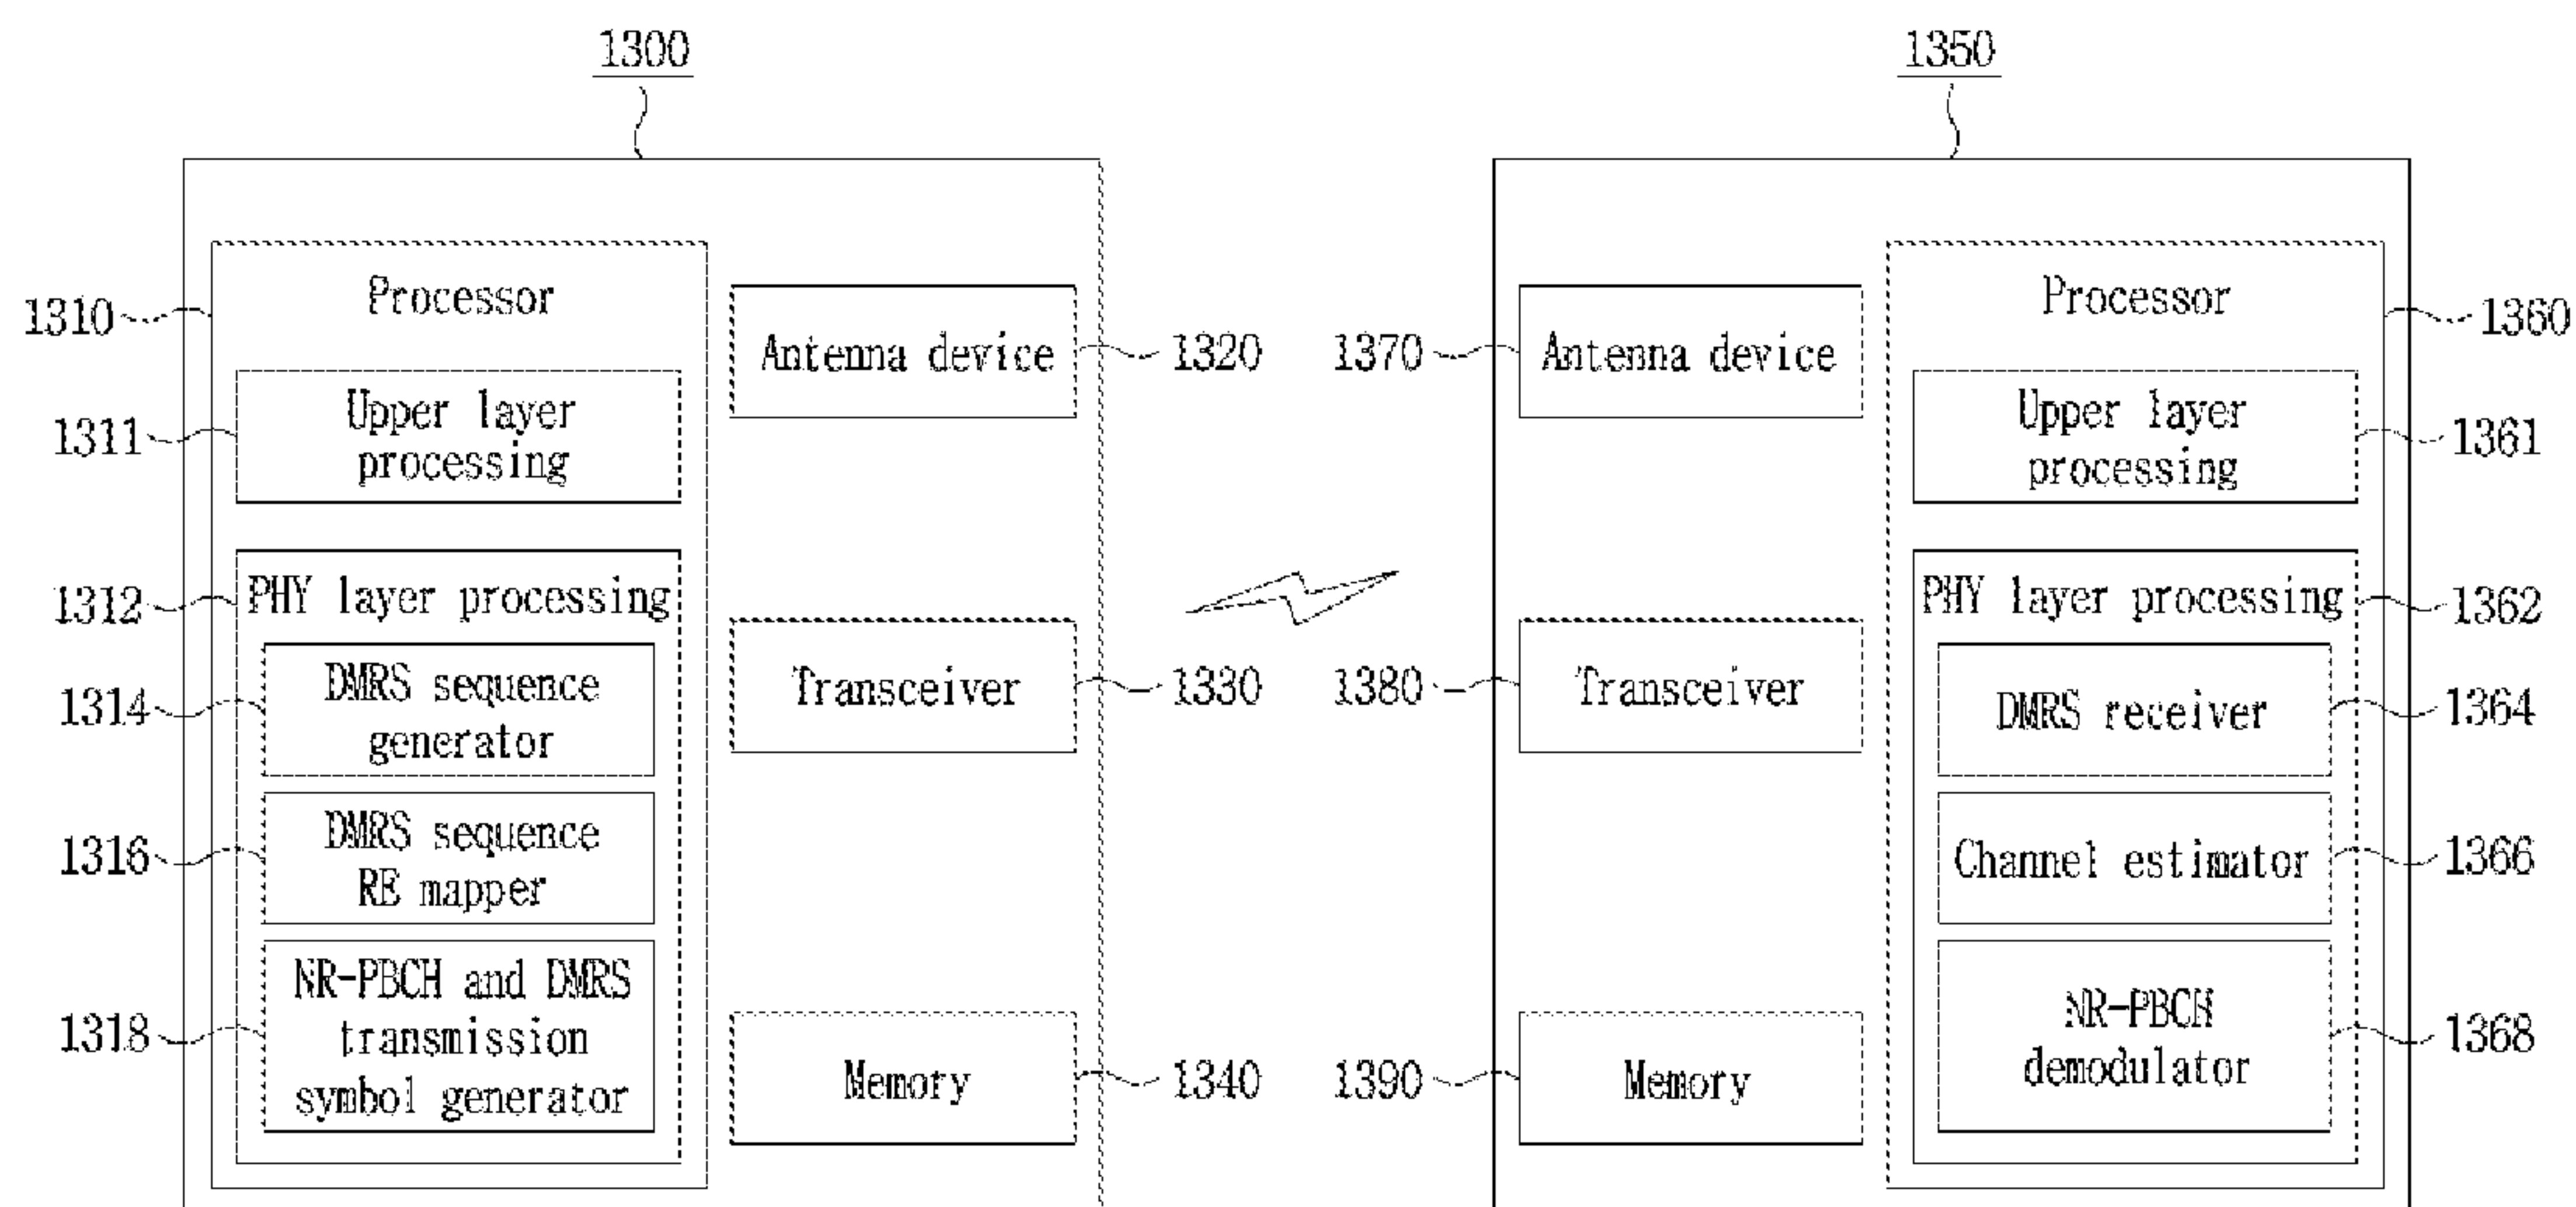 1300
1350
Processor
1310
Upper layer
processing
1311
PHY layer processing
1312
DMRS sequence
generator
1314
DMRS sequence
RE mapper
1316
NR-PBCH and DMRS
transmission
symbol generator
1318
Antenna device
1320
Transceiver
1330
Memory
1340
1370
Antenna device
1380
Transceiver
1390
Memory
Processor
1360
Upper layer
processing
1361
PHY layer processing
1362
DMRS receiver
1364
Channel estimator
1366
NR-PBCH
demodulator
1368